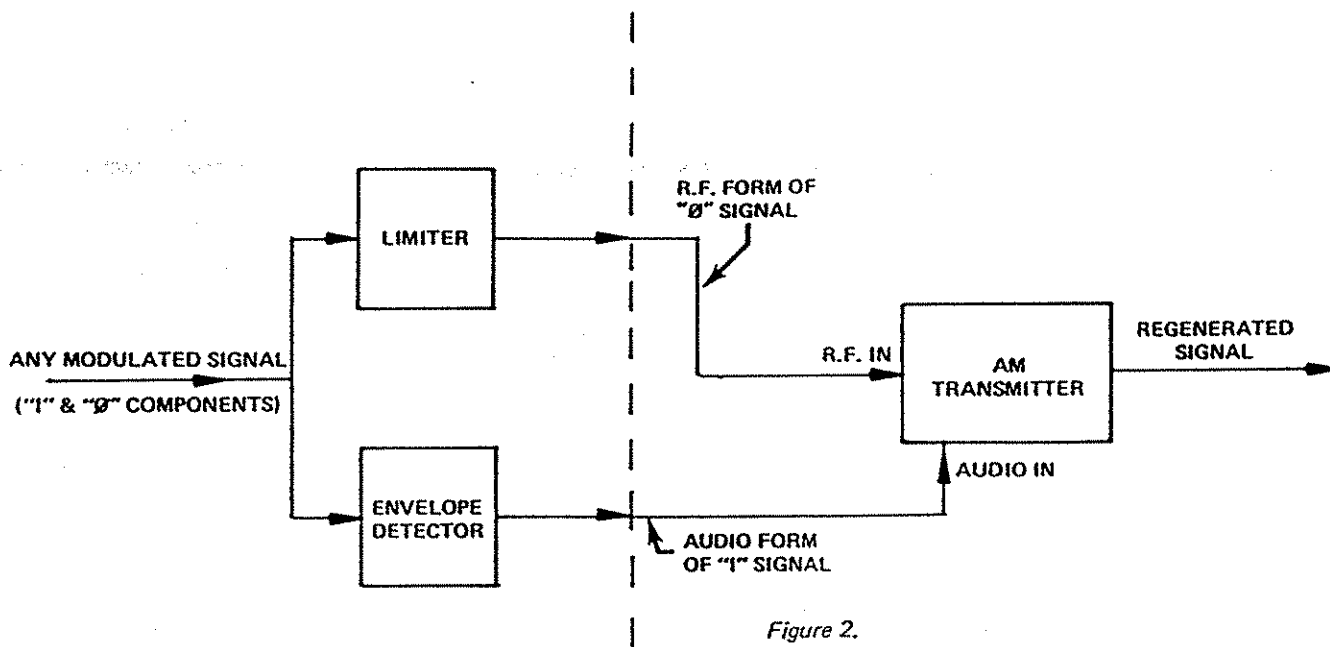 R.F. FORM OF
"Ø" SIGNAL
LIMITER
ANY MODULATED SIGNAL
("I" & "Ø" COMPONENTS)
R.F. IN
AM
TRANSMITTER
REGENERATED
SIGNAL
AUDIO IN
ENVELOPE
DETECTOR
AUDIO FORM
OF "I" SIGNAL
Figure 2.